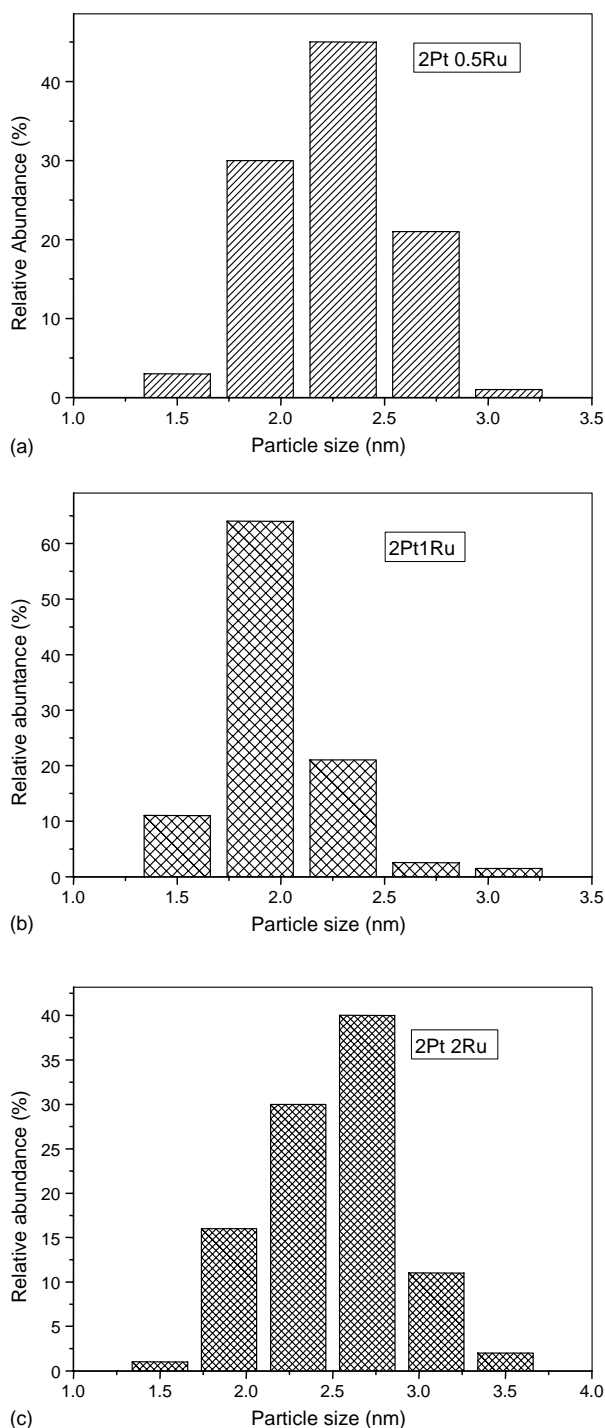 2Pt 0.5Ru
Relative Abundance (%)
40
30
20
10
0
1.0 1.5 2.0 2.5 3.0 3.5
Particle size (nm)
(a)
2Pt1Ru
Relative abuntance (%)
60
50
40
30
20
10
0
1.0 1.5 2.0 2.5 3.0 3.5
Particle size (nm)
(b)
2Pt 2Ru
Relative abundance (%)
40
35
30
25
20
15
10
5
0
1.0 1.5 2.0 2.5 3.0 3.5 4.0
Particle size (nm)
(c)